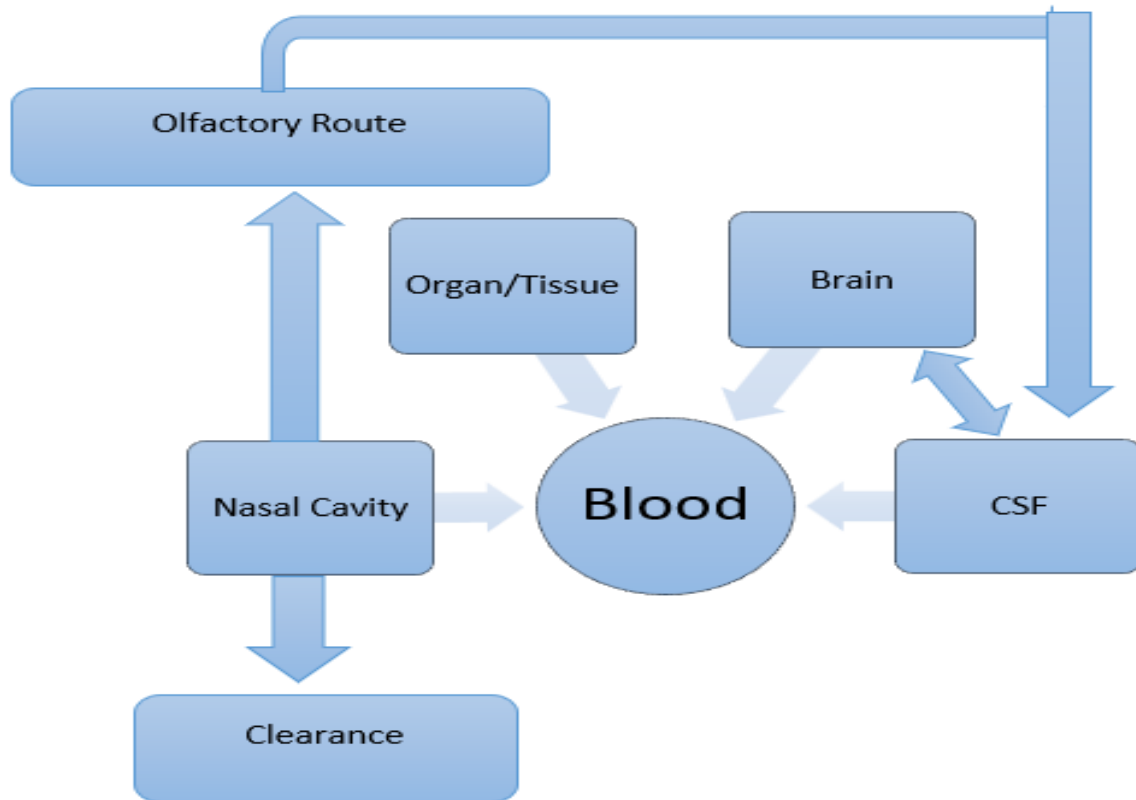 Olfactory Route
Organ/Tissue
Brain
Nasal Cavity
Blood
CSF
Clearance